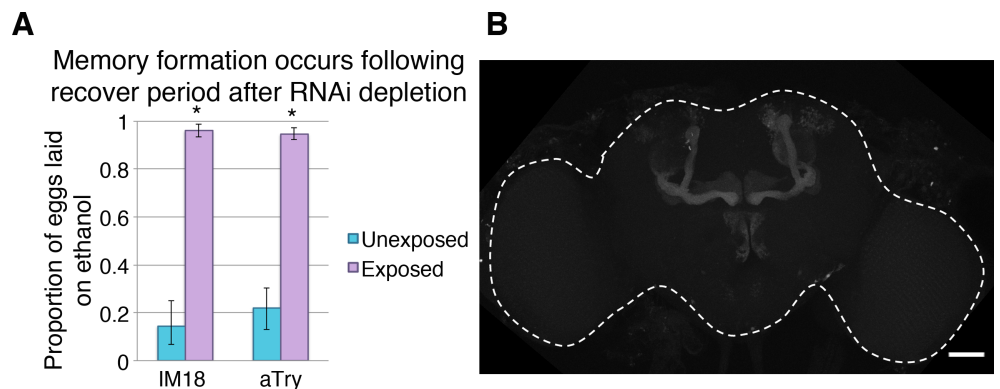 A
Memory formation occurs following
recover period after RNAi depletion
*
*
Proportion of eggs laid
on ethanol
1
0.8
0.6
0.4
0.2
0
IM18
aTry
Unexposed
Exposed
B